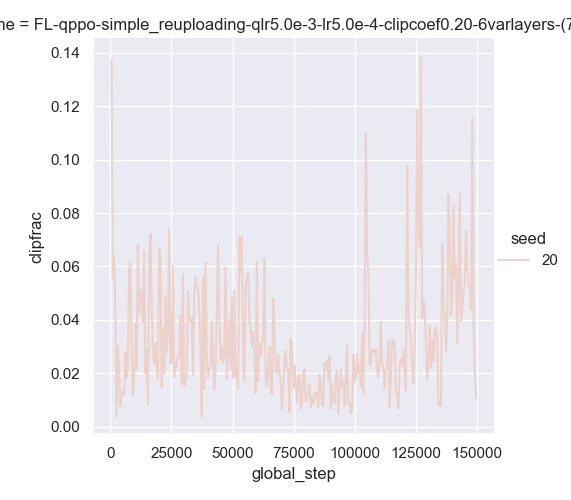 ne = FL-qppo-simple_reuploading-qlr5.0e-3-lr5.0e-4-clipcoef0.20-6varlayers-(7
0.14
0.12
0.10
0.08
0.06
0.04
0.02
0.00
clipfrac
0 25000 50000 75000 100000 125000 150000
global_step
seed
20